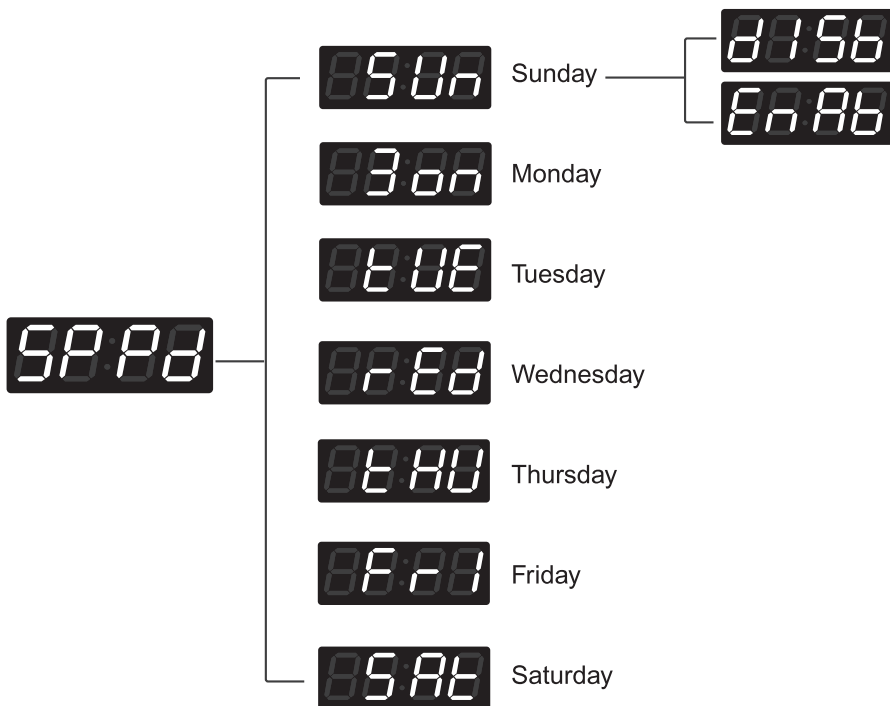 SUn Sunday d1Sb
EnAb
3on Monday
tUE Tuesday
SPPd
rEd Wednesday
tHU Thursday
Fr1 Friday
SAt Saturday